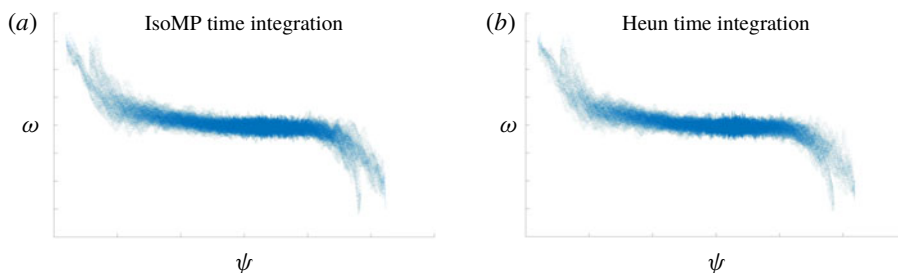 (a) IsoMP time integration
(b) Heun time integration
ω
ω
ψ
ψ